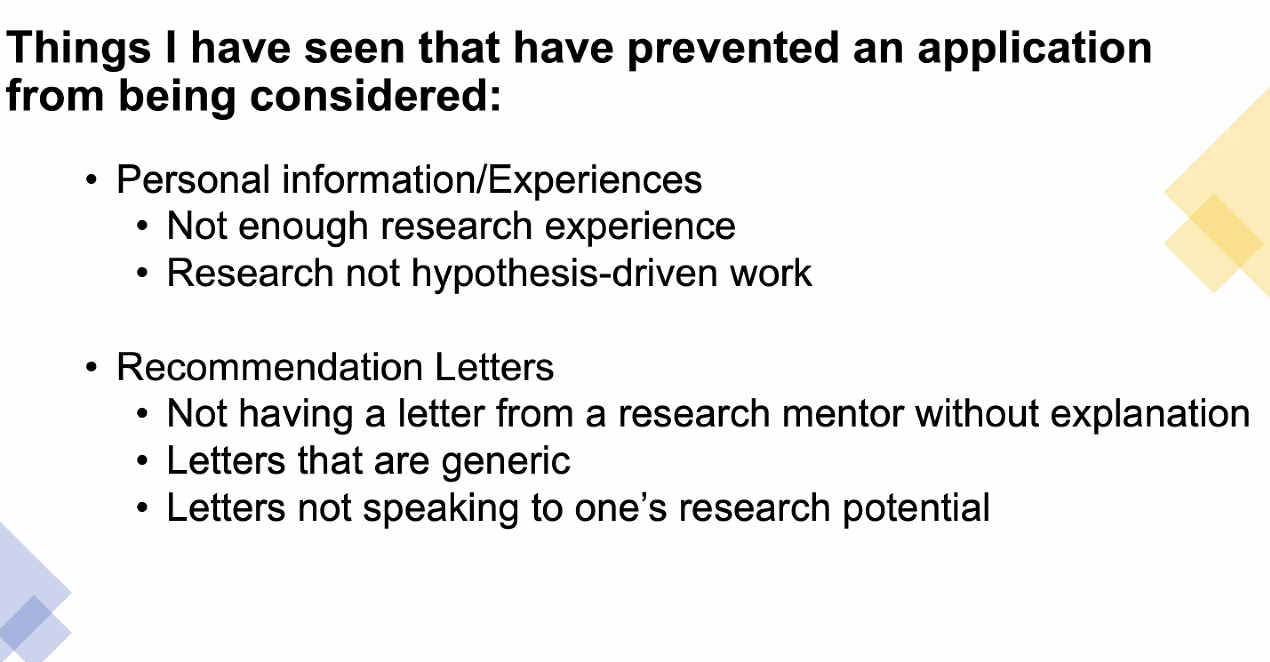 Things I have seen that have prevented an application
from being considered:
• Personal information/Experiences
• Not enough research experience
• Research not hypothesis-driven work
• Recommendation Letters
• Not having a letter from a research mentor without explanation
• Letters that are generic
• Letters not speaking to one’s research potential